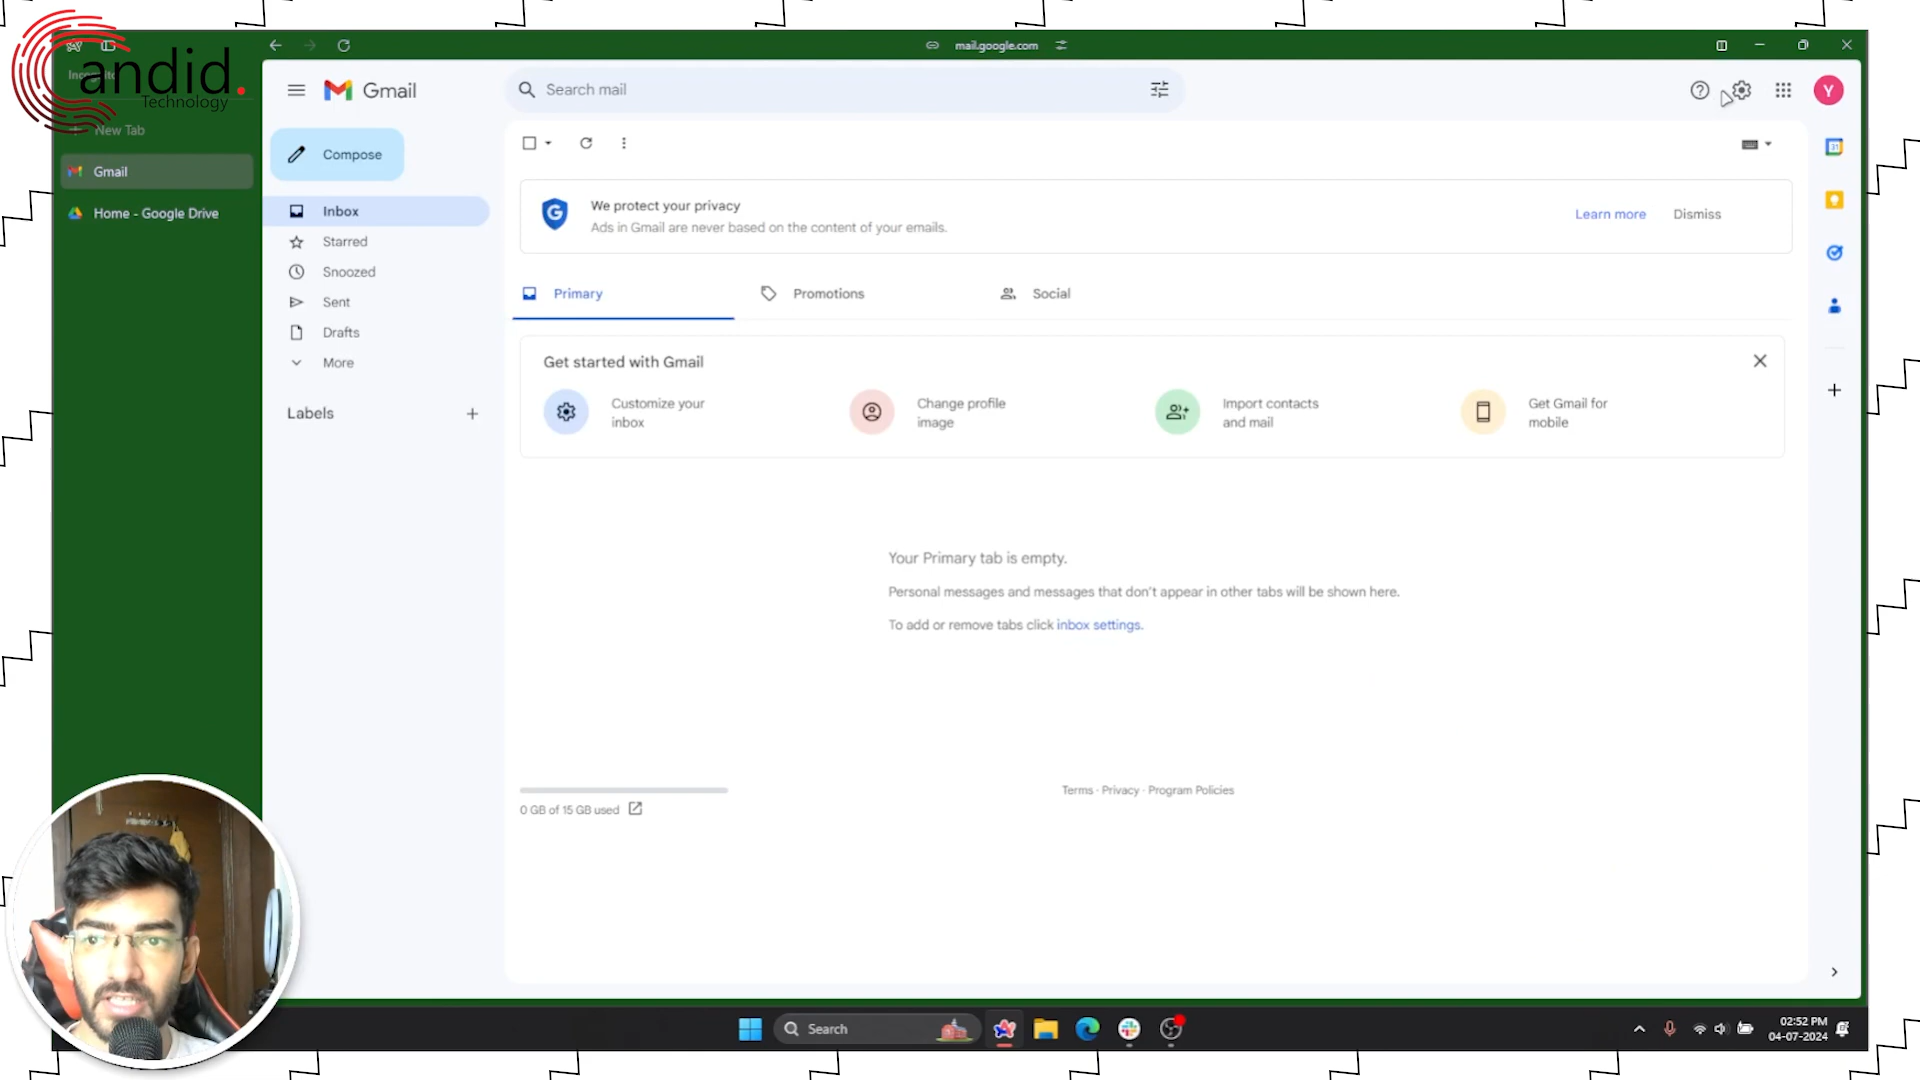 andid.
Technology
mail.google.com
New Tab
Gmail
Home - Google Drive
Gmail
Search mail
Y
Compose
Inbox
Starred
Snoozed
Sent
Drafts
More
Labels
We protect your privacy
Ads in Gmail are never based on the content of your emails.
Learn more
Dismiss
Primary
Promotions
Social
Get started with Gmail
Customize your
inbox
Change profile
image
Import contacts
and mail
Get Gmail for
mobile
Your Primary tab is empty.
Personal messages and messages that don't appear in other tabs will be shown here.
To add or remove tabs click inbox settings.
0 GB of 15 GB used
Terms · Privacy · Program Policies
31
Search
02:52 PM
04-07-2024